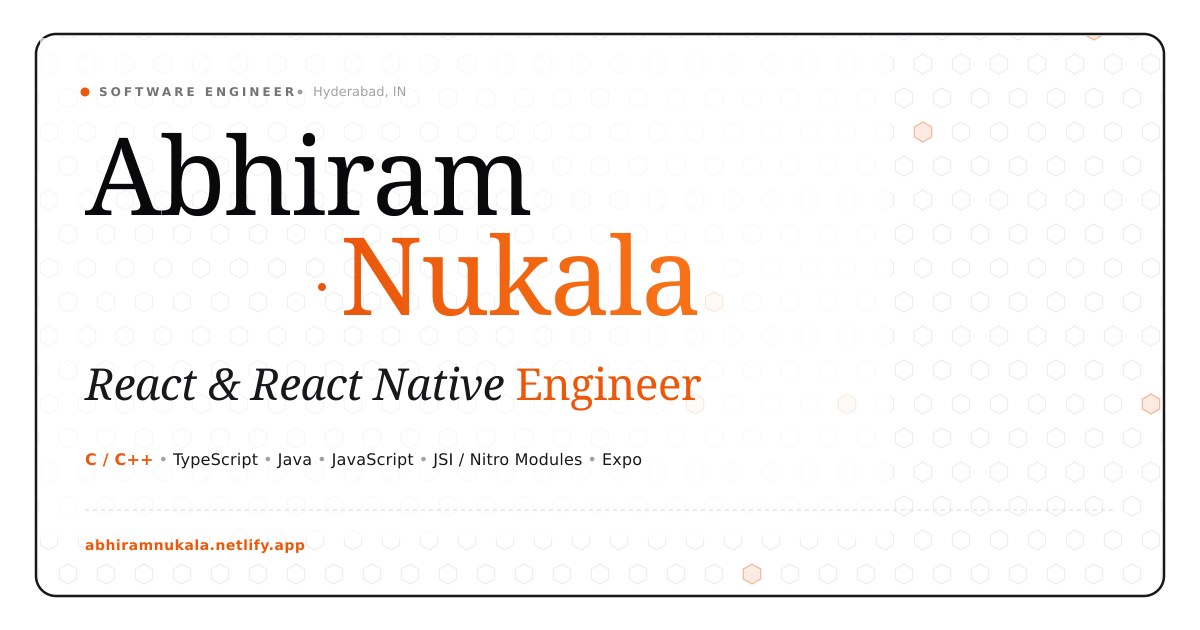 SOFTWARE ENGINEER • Hyderabad, IN
Abhiram
Nukala
React & React Native Engineer
C / C++ • TypeScript • Java • JavaScript • JSI / Nitro Modules • Expo
abhiramnukala.netlify.app